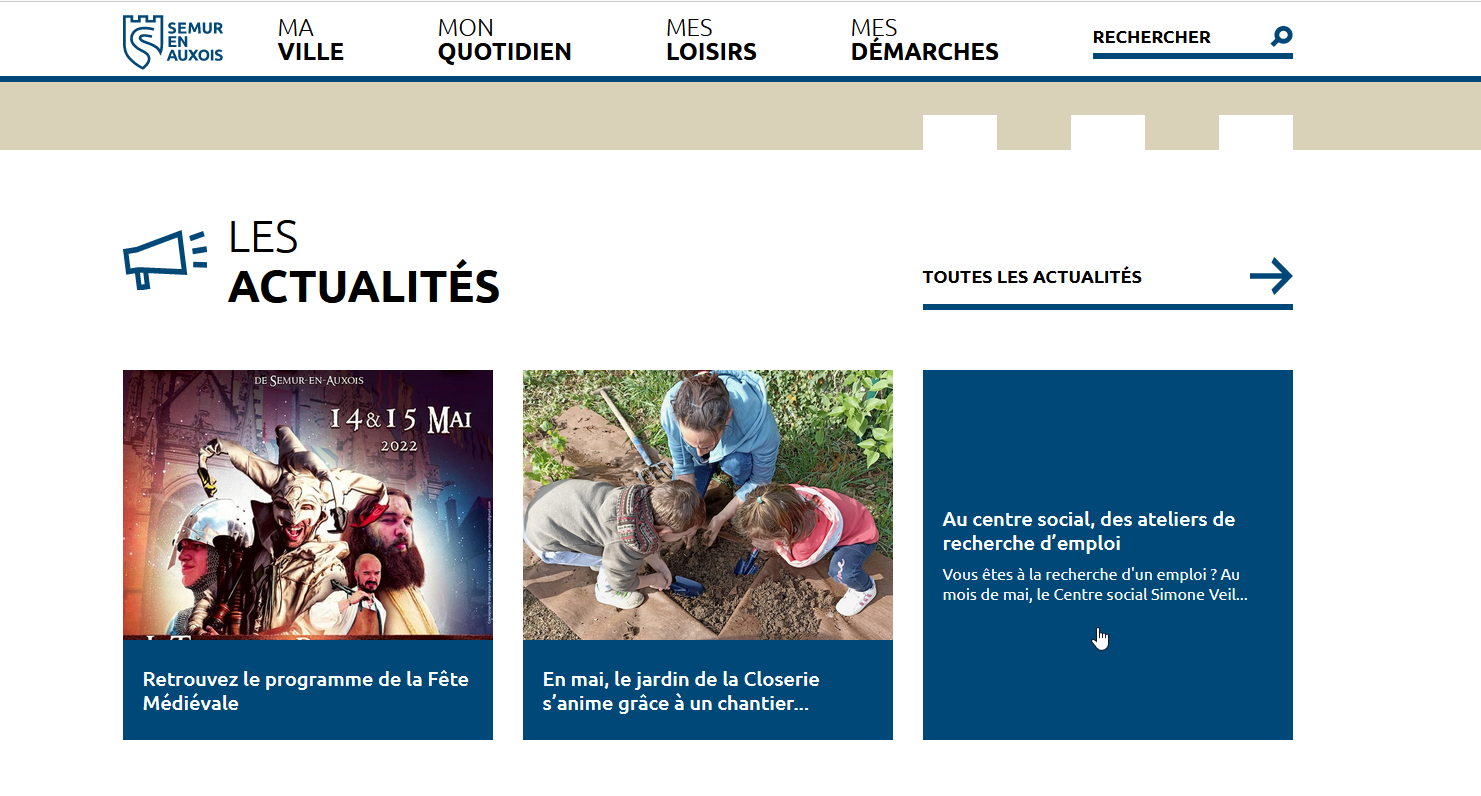 SEMUR
EN
AUXOIS
MA
VILLE
MON
QUOTIDIEN
MES
LOISIRS
MES
DÉMARCHES
RECHERCHER
LES
ACTUALITÉS
TOUTES LES ACTUALITÉS
DE SEMUR-EN-AUXOIS
14&15 MAI
2022
Retrouvez le programme de la Fête
Médiévale
En mai, le jardin de la Closerie
s’anime grâce à un chantier...
Au centre social, des ateliers de
recherche d’emploi
Vous êtes à la recherche d'un emploi ? Au
mois de mai, le Centre social Simone Veil...